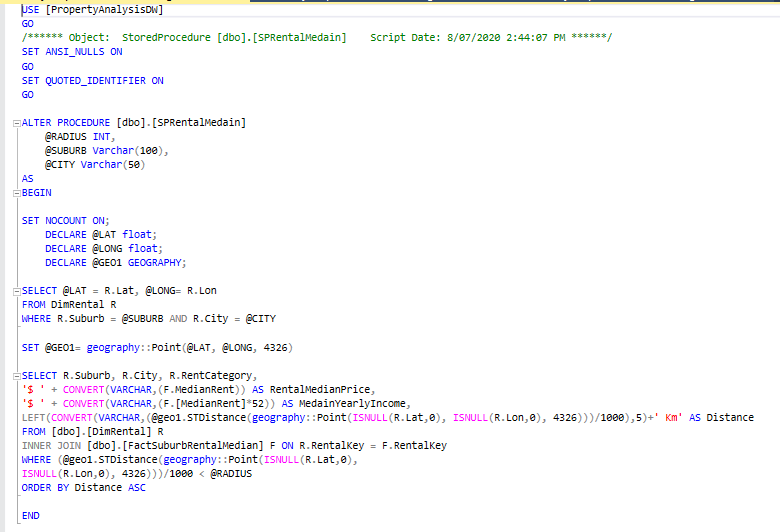 USE [PropertyAnalysisDW]
GO
/****** Object:  StoredProcedure [dbo].[SPRentalMedain]    Script Date: 8/07/2020 2:44:07 PM ******/
SET ANSI_NULLS ON
GO
SET QUOTED_IDENTIFIER ON
GO
ALTER PROCEDURE [dbo].[SPRentalMedain]
@RADIUS INT,
@SUBURB Varchar(100),
@CITY Varchar(50)
AS
BEGIN
SET NOCOUNT ON;
DECLARE @LAT float;
DECLARE @LONG float;
DECLARE @GEO1 GEOGRAPHY;
SELECT @LAT = R.Lat, @LONG= R.Lon
FROM DimRental R
WHERE R.Suburb = @SUBURB AND R.City = @CITY
SET @GEO1= geography::Point(@LAT, @LONG, 4326)
SELECT R.Suburb, R.City, R.RentCategory,
'$ ' + CONVERT(VARCHAR,(F.MedianRent)) AS RentalMedianPrice,
'$ ' + CONVERT(VARCHAR,(F.[MedianRent]*52)) AS MedainYearlyIncome,
LEFT(CONVERT(VARCHAR,(@geo1.STDistance(geography::Point(ISNULL(R.Lat,0), ISNULL(R.Lon,0), 4326)))/1000),5)+' Km' AS Distance
FROM [dbo].[DimRental] R
INNER JOIN [dbo].[FactSuburbRentalMedian] F ON R.RentalKey = F.RentalKey
WHERE (@geo1.STDistance(geography::Point(ISNULL(R.Lat,0),
ISNULL(R.Lon,0), 4326)))/1000 < @RADIUS
ORDER BY Distance ASC
END